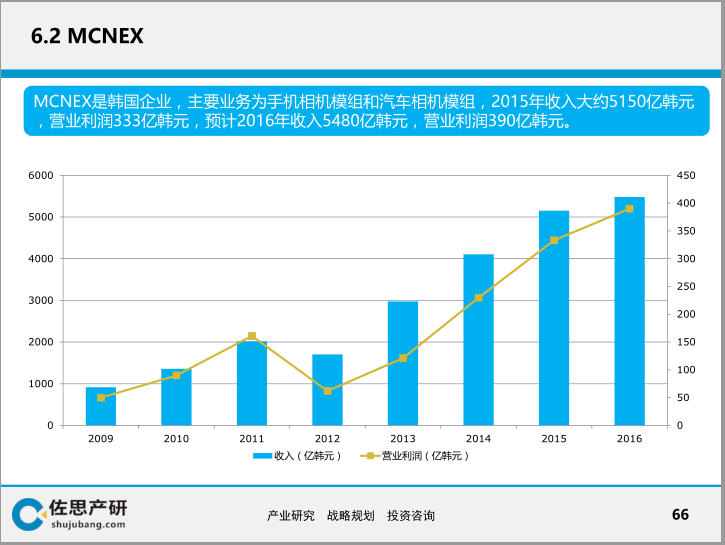 6.2 MCNEX
MCNEX是韩国企业，主要业务为手机相机模组和汽车相机模组，2015年收入大约5150亿韩元
，营业利润333亿韩元，预计2016年收入5480亿韩元，营业利润390亿韩元。
6000 450
5000 400
4000 350
3000 300
2000 250
1000 200
0 150
100
50
0
2009 2010 2011 2012 2013 2014 2015 2016
收入（亿韩元） 营业利润（亿韩元）
佐思产研
shujubang.com
产业研究 战略规划 投资咨询
66